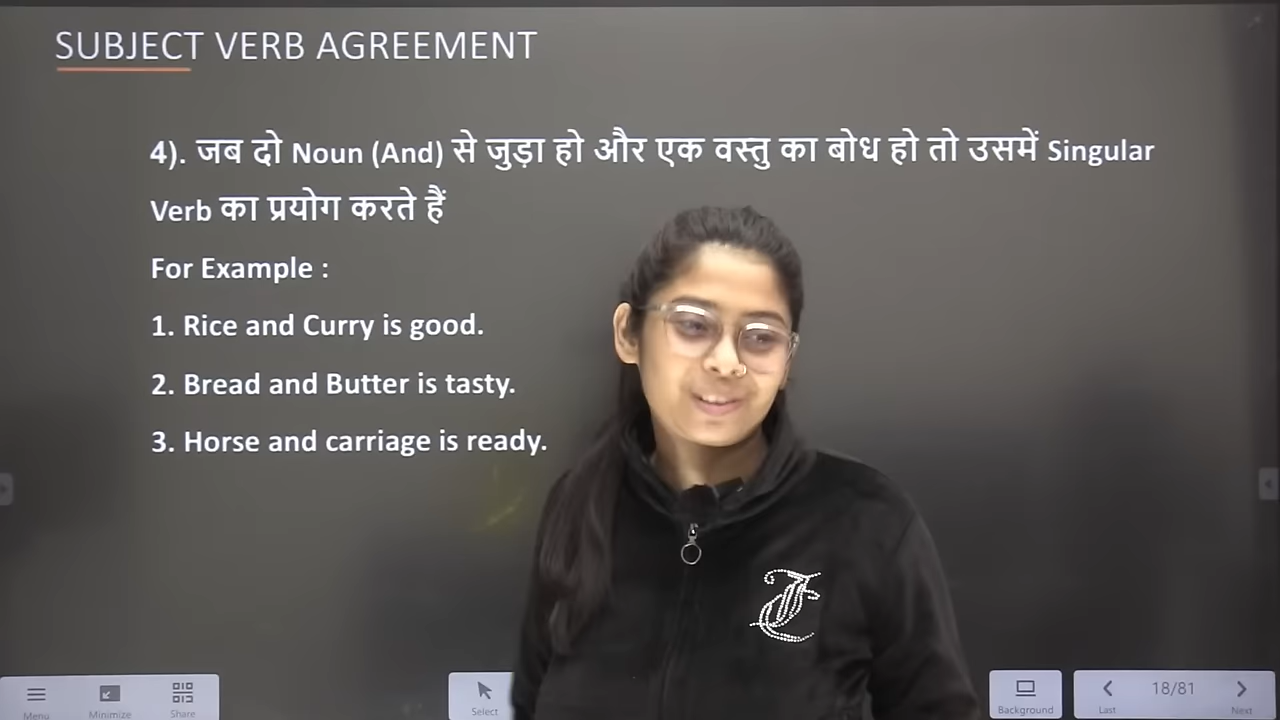 SUBJECT VERB AGREEMENT
4). जब दो Noun (And) से जुड़ा हो और एक वस्तु का बोध हो तो उसमें Singular
Verb का प्रयोग करते हैं
For Example :
1. Rice and Curry is good.
2. Bread and Butter is tasty.
3. Horse and carriage is ready.
Menu
Minimize
Share
Select
Background
Last
18/81
Next